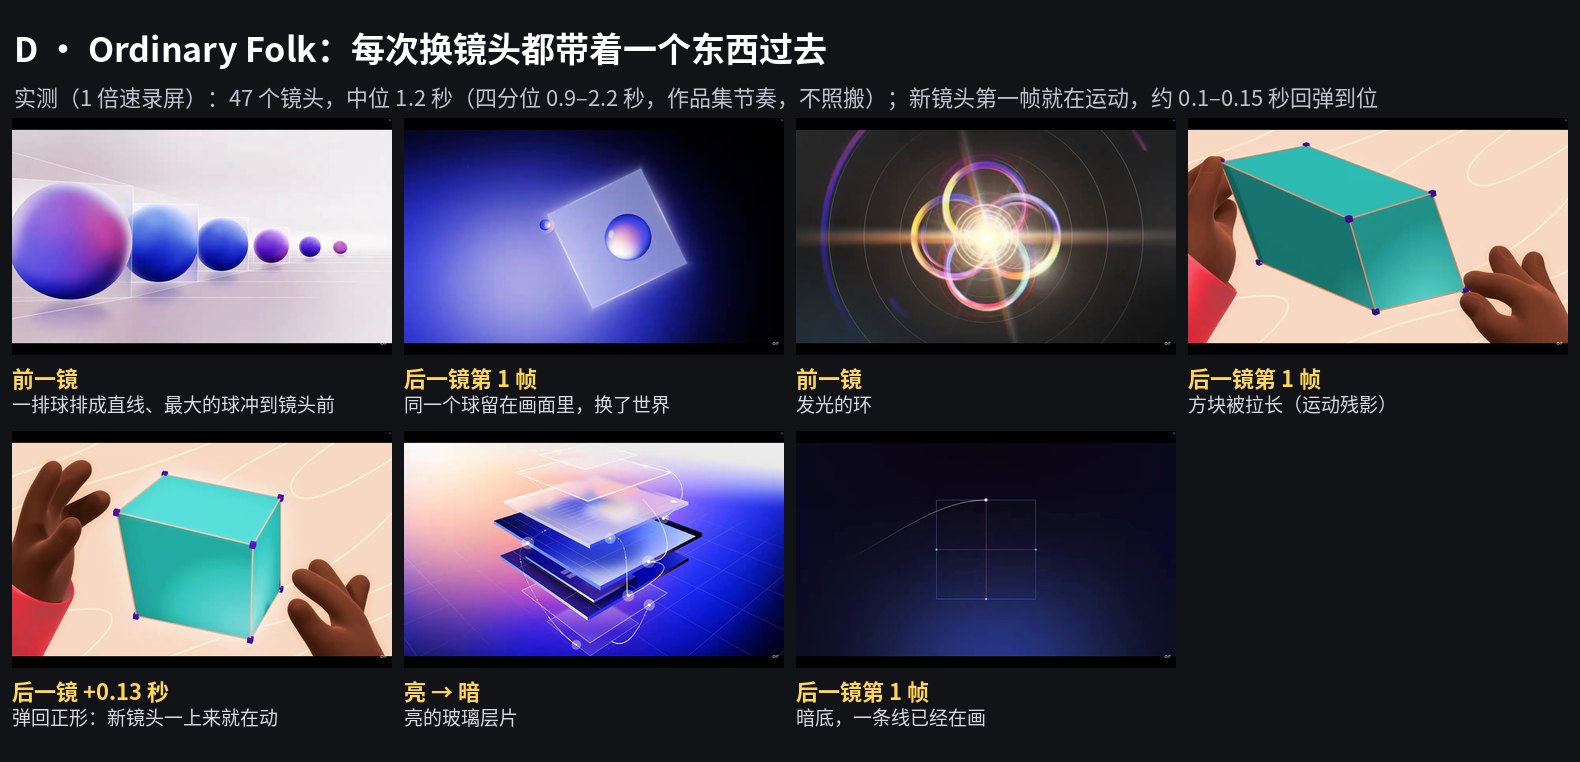 D · Ordinary Folk：每次换镜头都带着一个东西过去
实测（1 倍速录屏）：47 个镜头，中位 1.2 秒（四分位 0.9–2.2 秒，作品集节奏，不照搬）；新镜头第一帧就在运动，约 0.1–0.15 秒回弹到位
前一镜
一排球排成直线、最大的球冲到镜头前
后一镜第 1 帧
同一个球留在画面里，换了世界
前一镜
发光的环
后一镜第 1 帧
方块被拉长（运动残影）
后一镜 +0.13 秒
弹回正形：新镜头一上来就在动
亮 → 暗
亮的玻璃层片
后一镜第 1 帧
暗底，一条线已经在画